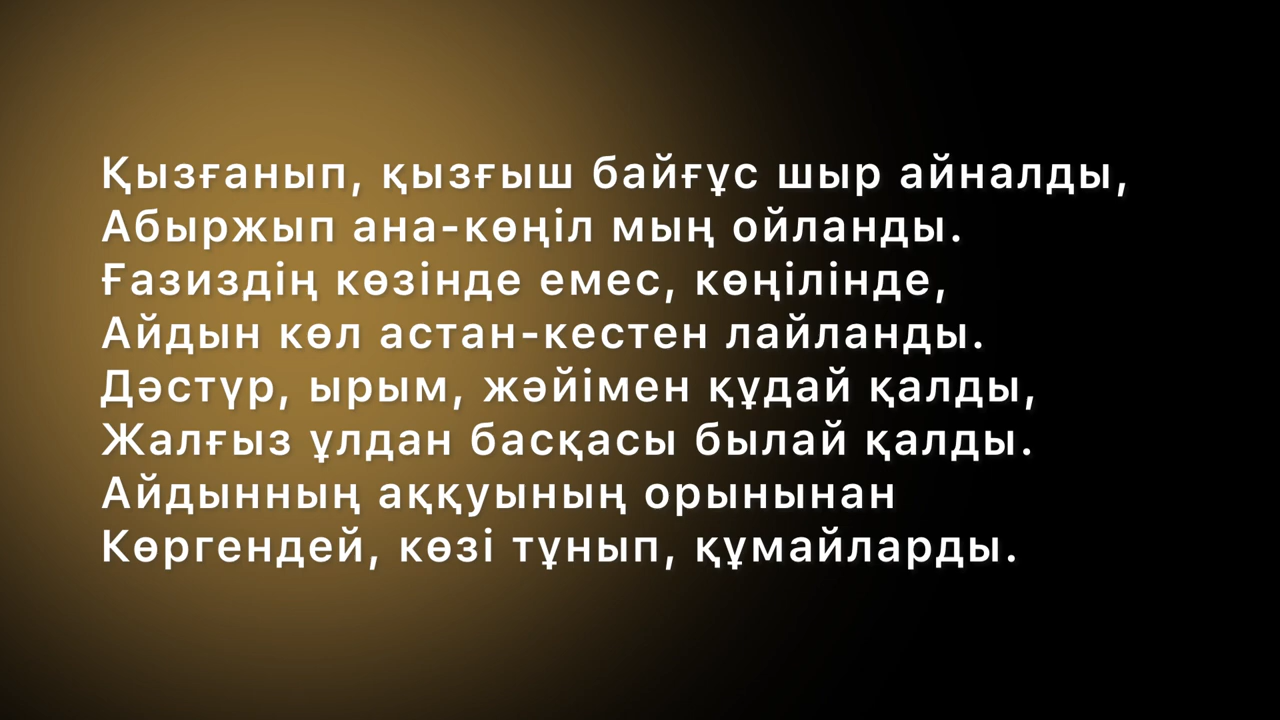 Қызғанып, қызғыш байғұс шыр айналды,
Абыржып ана-көңіл мың ойланды.
Ғазиздің көзінде емес, көңілінде,
Айдын көл астан-кестен лайланды.
Дәстүр, ырым, жәйімен құдай қалды,
Жалғыз ұлдан басқасы былай қалды.
Айдынның аққуының орынынан
Көргендей, көзі тұнып, құмайларды.